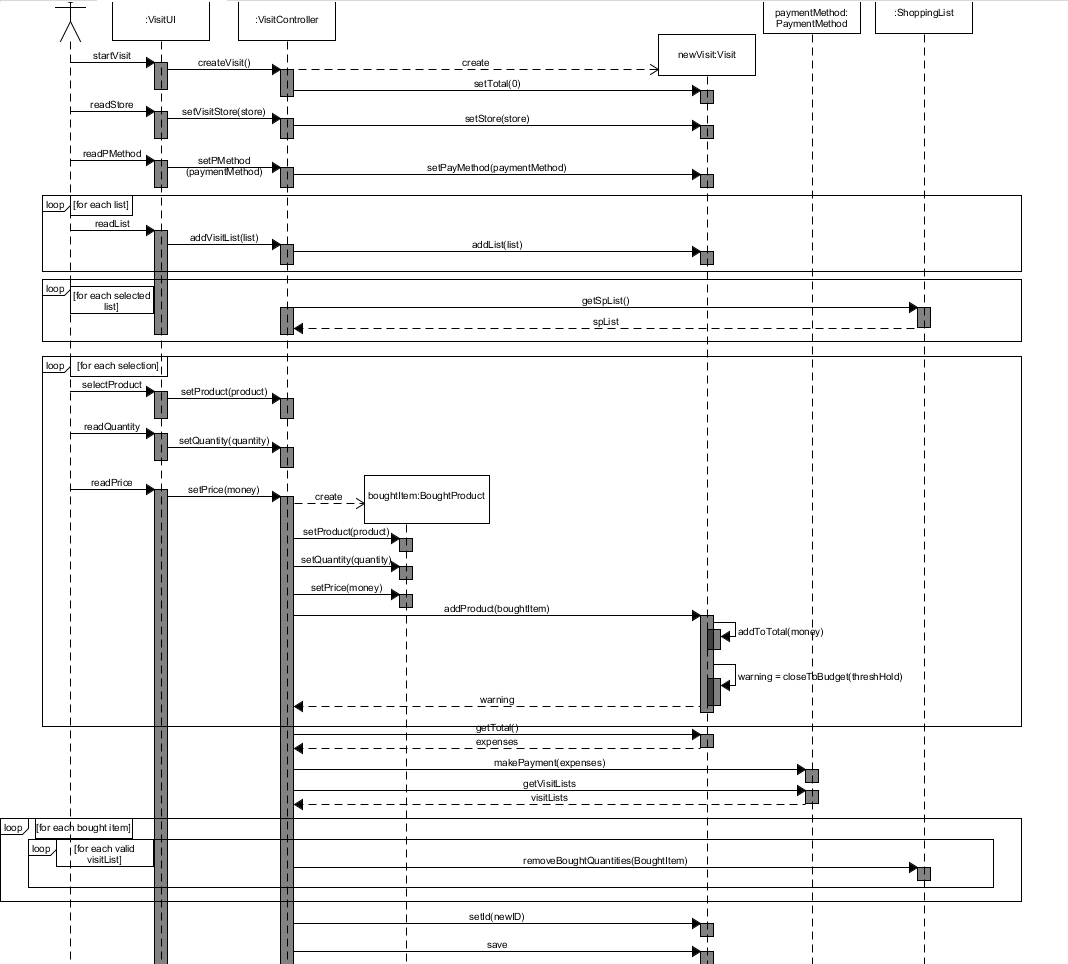 :VisitUI
:VisitController
paymentMethod:
PaymentMethod
:ShoppingList
newVisit:Visit
startVisit
createVisit()
create
setTotal(0)
readStore
setVisitStore(store)
setStore(store)
readPMethod
setPMethod
(paymentMethod)
setPayMethod(paymentMethod)
loop
[for each list]
readList
addVisitList(list)
addList(list)
loop
[for each selected
list]
getSpList()
spList
loop
[for each selection]
selectProduct
setProduct(product)
readQuantity
setQuantity(quantity)
readPrice
setPrice(money)
create
boughtItem:BoughtProduct
setProduct(product)
setQuantity(quantity)
setPrice(money)
addProduct(boughtItem)
addToTotal(money)
warning = closeToBudget(threshHold)
warning
getTotal()
expenses
makePayment(expenses)
getVisitLists
visitLists
loop
[for each bought item]
loop
[for each valid
visitList]
removeBoughtQuantities(BoughtItem)
setId(newID)
save